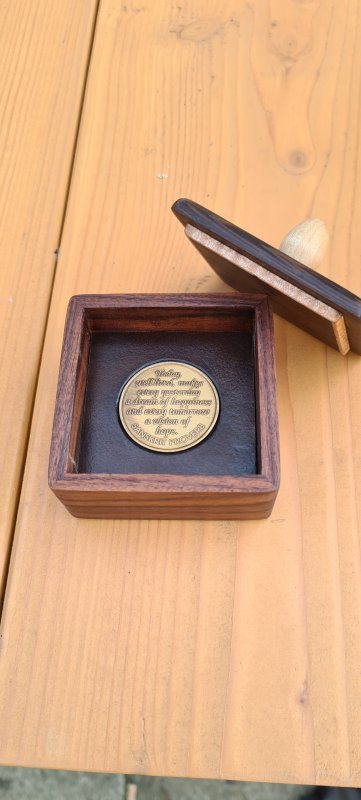 Today
well lived, makes
every yesterday
a dream of happiness
and every tomorrow
a vision of
hope.
SANSKRIT PROVERB